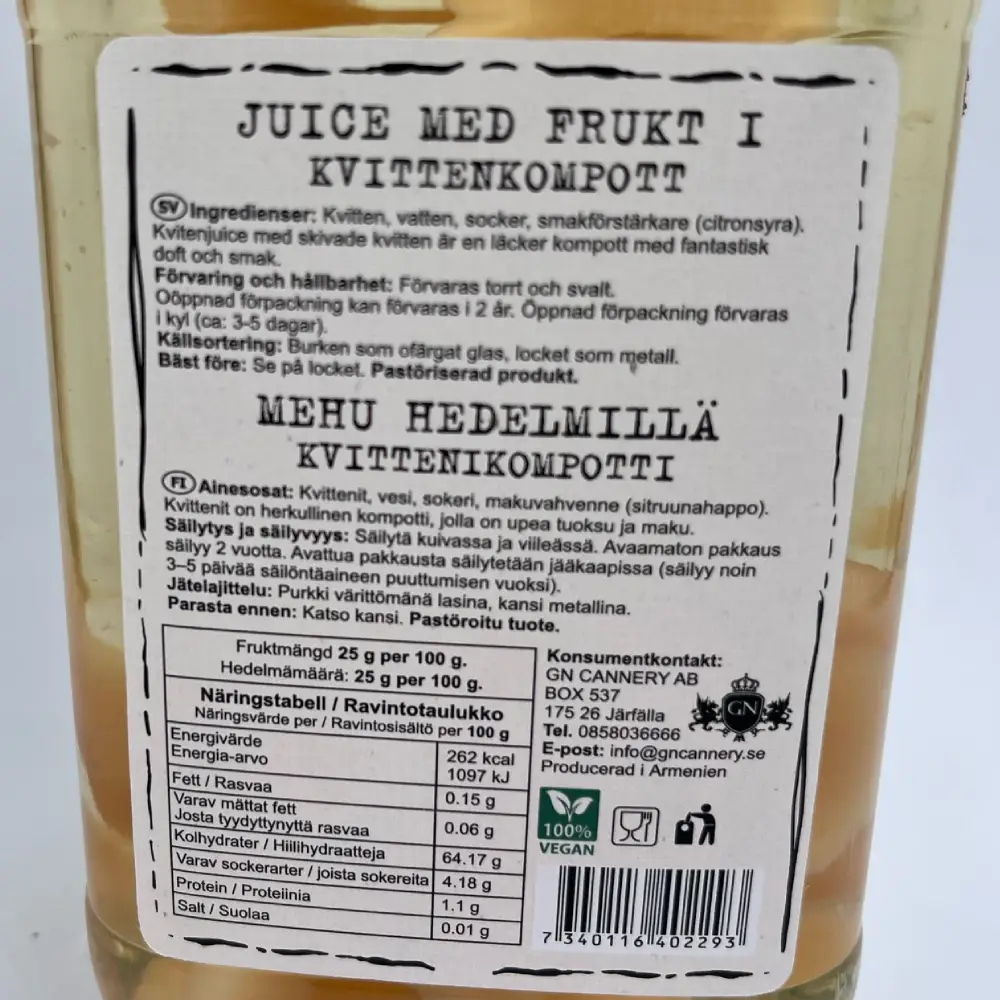 JUICE MED FRUKT I
KVITTENKOMPOTT
SV Ingredienser: Kvitten, vatten, socker, smakförstärkare (citronsyra).
Kvitenjuice med skivade kvitten är en läcker kompott med fantastisk
doft och smak.
Förvaring och hållbarhet: Förvaras torrt och svalt.
Oöppnad förpackning kan förvaras i 2 år. Öppnad förpackning förvaras
i kyl (ca: 3-5 dagar).
Källsortering: Burken som ofärgat glas, locket som metall.
Bäst före: Se på locket. Pastöriserad produkt.
MEHU HEDELMILLÄ
KVITTENIKOMPOTTI
FI Ainesosat: Kvittenit, vesi, sokeri, makuvahvenne (sitruunahappo).
Kvittenit on herkullinen kompotti, jolla on upea tuoksu ja maku.
Säilytys ja säilyvyys: Säilytä kuivassa ja viileässä. Avaamaton pakkaus
säilyy 2 vuotta. Avattua pakkausta säilytetään jääkaapissa (säilyy noin
3–5 päivää säilöntäaineen puuttumisen vuoksi).
Jätelajittelu: Purkki värittömänä lasina, kansi metallina.
Parasta ennen: Katso kansi. Pastöroitu tuote.
Fruktmängd 25 g per 100 g.
Hedelmämäärä: 25 g per 100 g.
Näringstabell / Ravintotaulukko
Näringsvärde per / Ravintosisältö per 100 g
Energivärde 262 kcal
Energia-arvo 1097 kJ
Fett / Rasvaa 0.15 g
Varav mättat fett
Josta tyydyttynyttä rasvaa 0.06 g
Kolhydrater / Hiilihydraatteja 64.17 g
Varav sockerarter / joista sokereita 4.18 g
Protein / Proteiinia 1.1 g
Salt / Suolaa 0.01 g
Konsumentkontakt:
GN CANNERY AB
BOX 537
175 26 Järfälla
Tel. 0858036666
E-post: info@gncannery.se
Producerad i Armenien
GN
100%
VEGAN
7 340116 402293